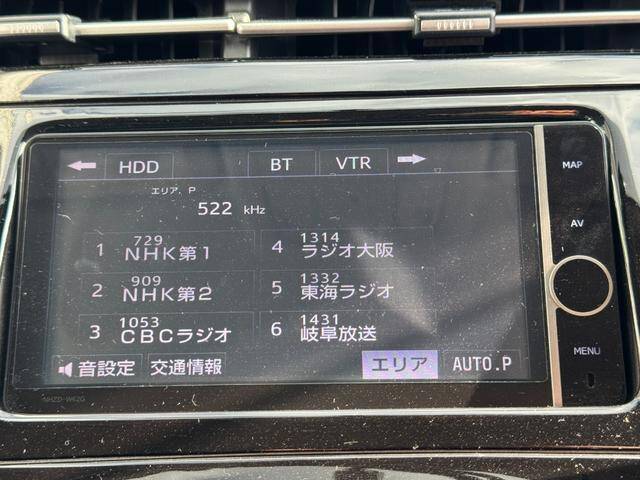 HDD BT VTR
エリア. P
522 kHz
1 729 NHK第1
4 1314 ラジオ大阪
2 909 NHK第2
5 1332 東海ラジオ
3 1053 CBCラジオ
6 1431 岐阜放送
音設定 交通情報 エリア AUTO.P
MAP
AV
MENU
NHZD-W62G